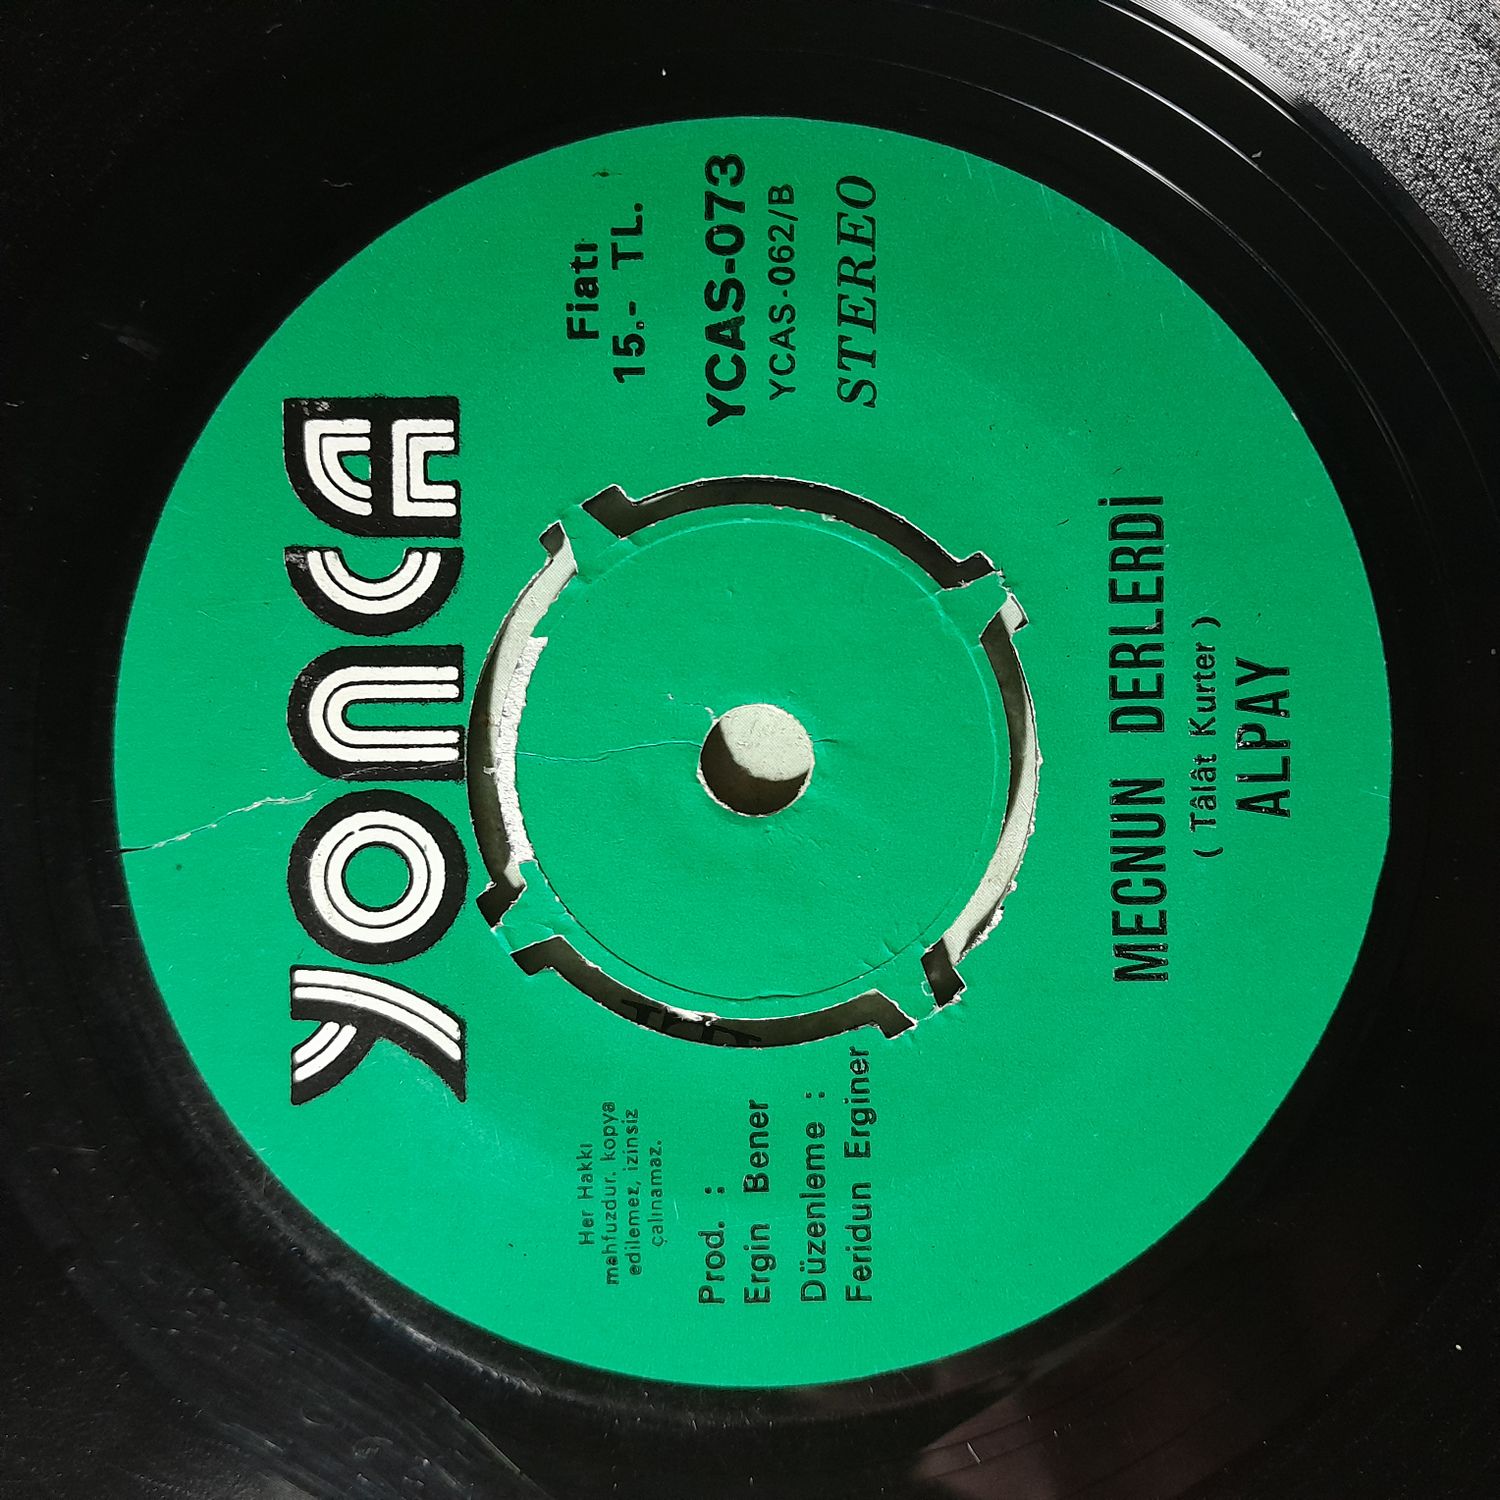 YONCA
Her Hakkı
mahfuzdur. kopya
edilemez, izinsiz
çalınamaz.
Prod. :
Ergin Bener
Düzenleme :
Feridun Erginer
Fiatı
15.- TL.
YCAS-073
YCAS-062/B
STEREO
MECNUN DERLERDİ
( Tâlât Kurter )
ALPAY